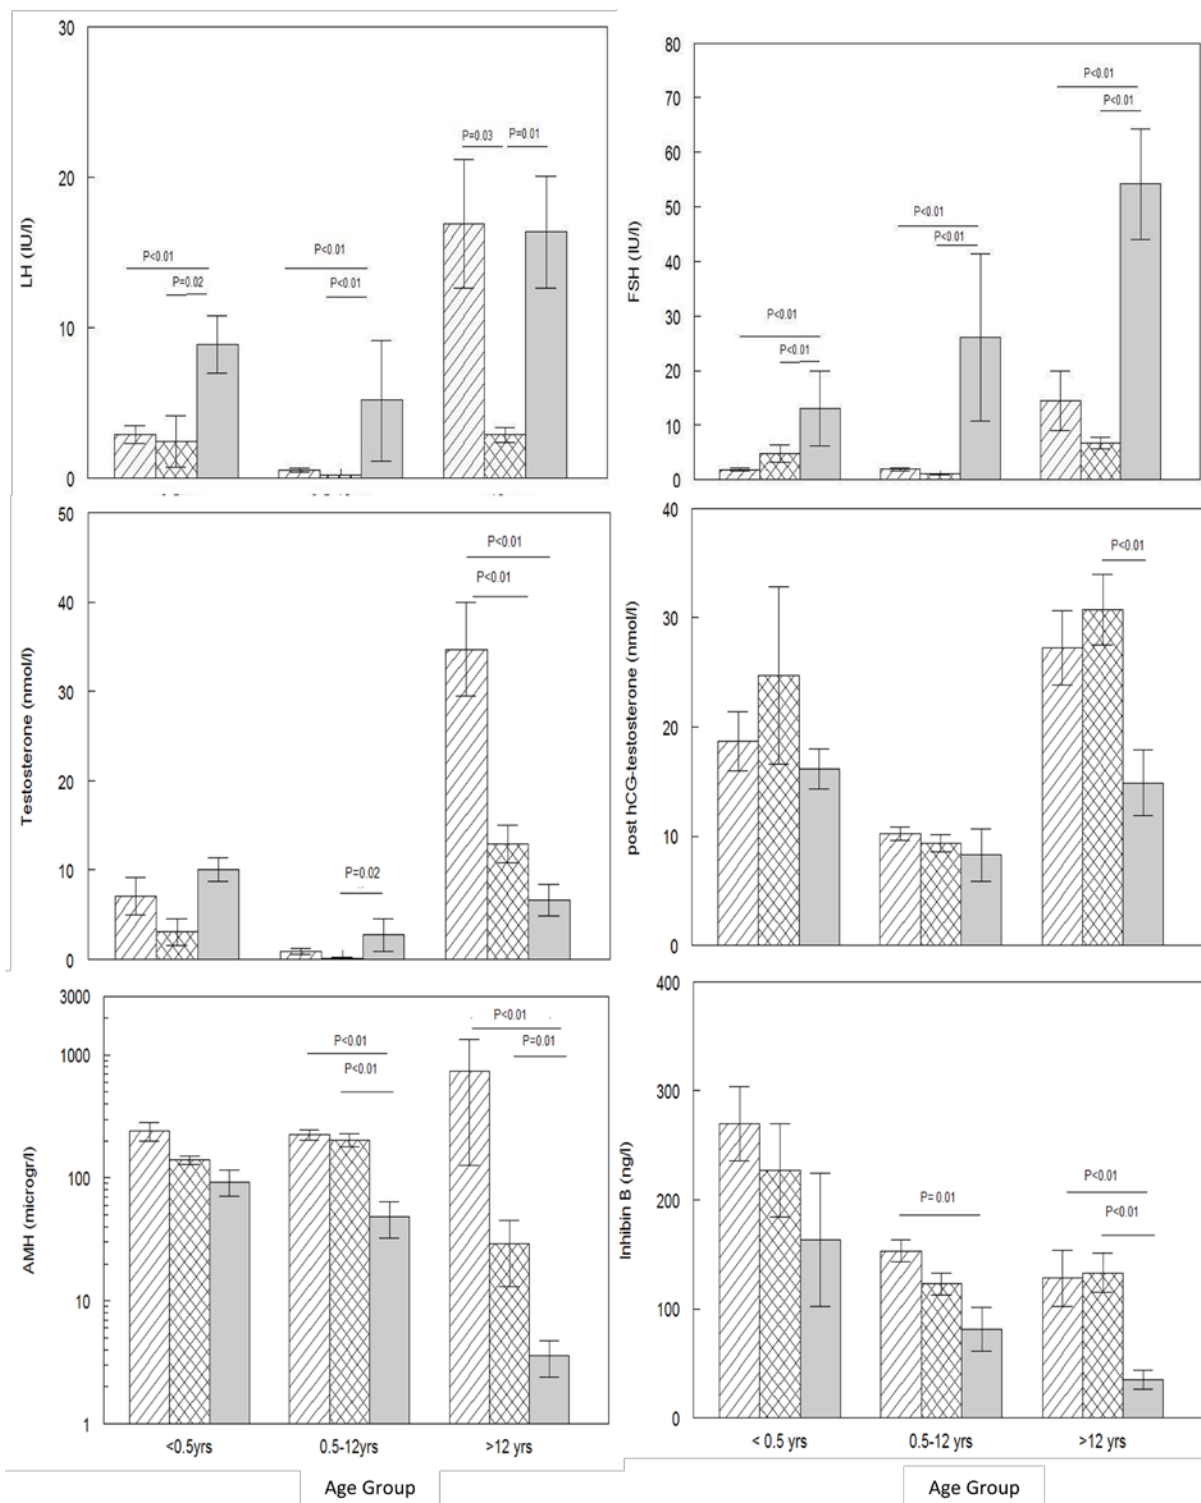 30
20
10
0
LH (IU/l)
P<0.01
P=0.02
P<0.01
P<0.01
P=0.03
P=0.01
80
70
60
50
40
30
20
10
0
FSH (IU/l)
P<0.01
P<0.01
P<0.01
P<0.01
P<0.01
P<0.01
50
40
30
20
10
0
Testosterone (nmol/l)
P=0.02
P<0.01
P<0.01
40
30
20
10
0
post hCG-testosterone (nmol/l)
P<0.01
3000
1000
100
10
1
AMH (microgr/l)
P<0.01
P<0.01
P<0.01
P=0.01
<0.5yrs
0.5-12yrs
>12 yrs
Age Group
400
300
200
100
0
Inhibin B (ng/l)
P= 0.01
P<0.01
P<0.01
< 0.5 yrs
0.5-12 yrs
>12 yrs
Age Group